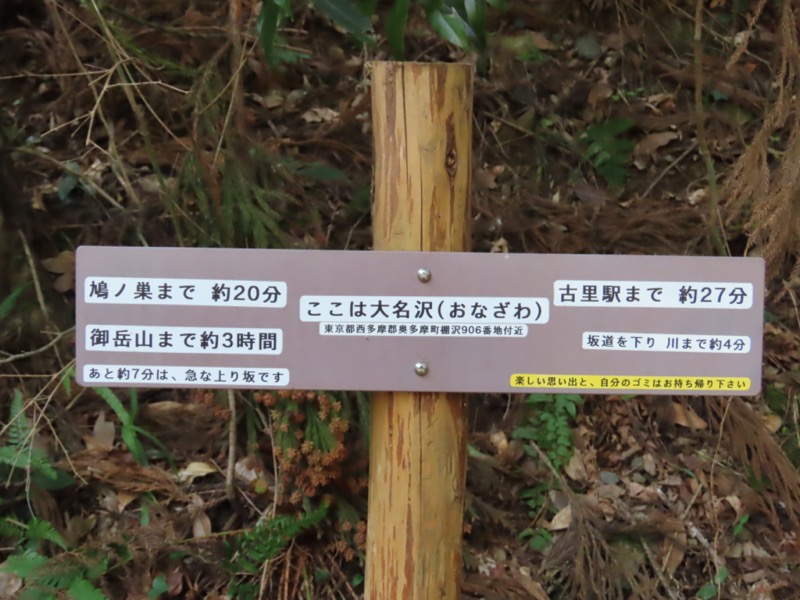 鳩ノ巣まで 約20分
御岳山まで約3時間
あと約7分は、急な上り坂です
ここは大名沢(おなざわ)
東京都西多摩郡奥多摩町棚沢906番地付近
古里駅まで 約27分
坂道を下り 川まで約4分
楽しい思い出と、自分のゴミはお持ち帰り下さい